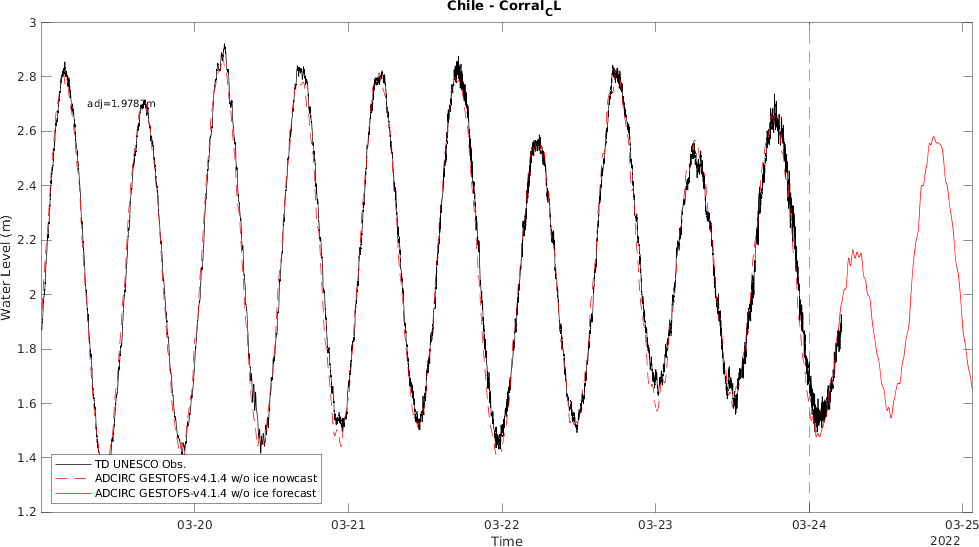 Chile - Corral_CL
3
2.8
adj=1.9787m
2.6
2.4
2.2
2
1.8
1.6
1.4
1.2
Water Level (m)
TD UNESCO Obs.
ADCIRC GESTOFS-v4.1.4 w/o ice nowcast
ADCIRC GESTOFS-v4.1.4 w/o ice forecast
03-20
03-21
03-22
03-23
03-24
03-25
Time
2022